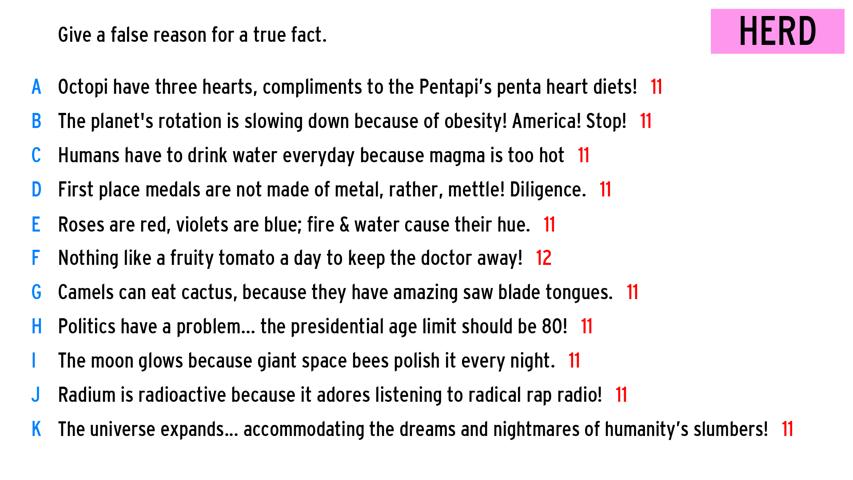 Give a false reason for a true fact.
HERD
A Octopi have three hearts, compliments to the Pentapi's penta heart diets! 11
B The planet's rotation is slowing down because of obesity! America! Stop! 11
C Humans have to drink water everyday because magma is too hot 11
D First place medals are not made of metal, rather, mettle! Diligence. 11
E Roses are red, violets are blue; fire & water cause their hue. 11
F Nothing like a fruity tomato a day to keep the doctor away! 12
G Camels can eat cactus, because they have amazing saw blade tongues. 11
H Politics have a problem... the presidential age limit should be 80! 11
I The moon glows because giant space bees polish it every night. 11
J Radium is radioactive because it adores listening to radical rap radio! 11
K The universe expands... accommodating the dreams and nightmares of humanity's slumbers! 11